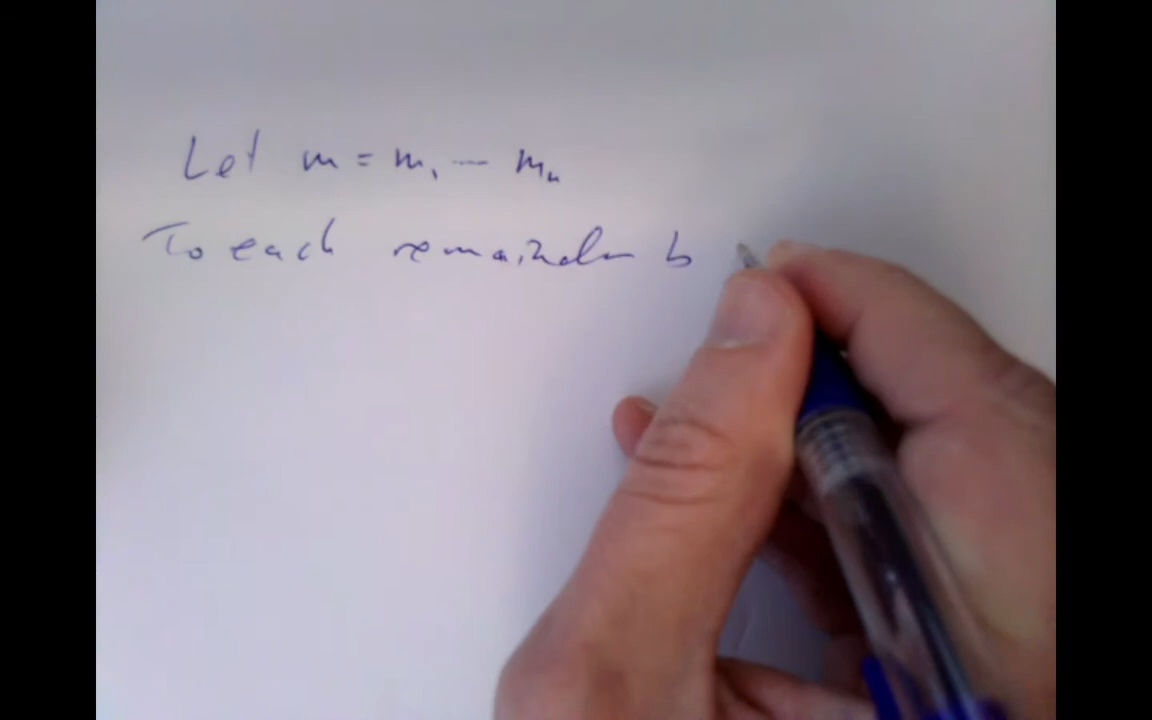 Let m = m₁ ... mₙ
To each remainder b